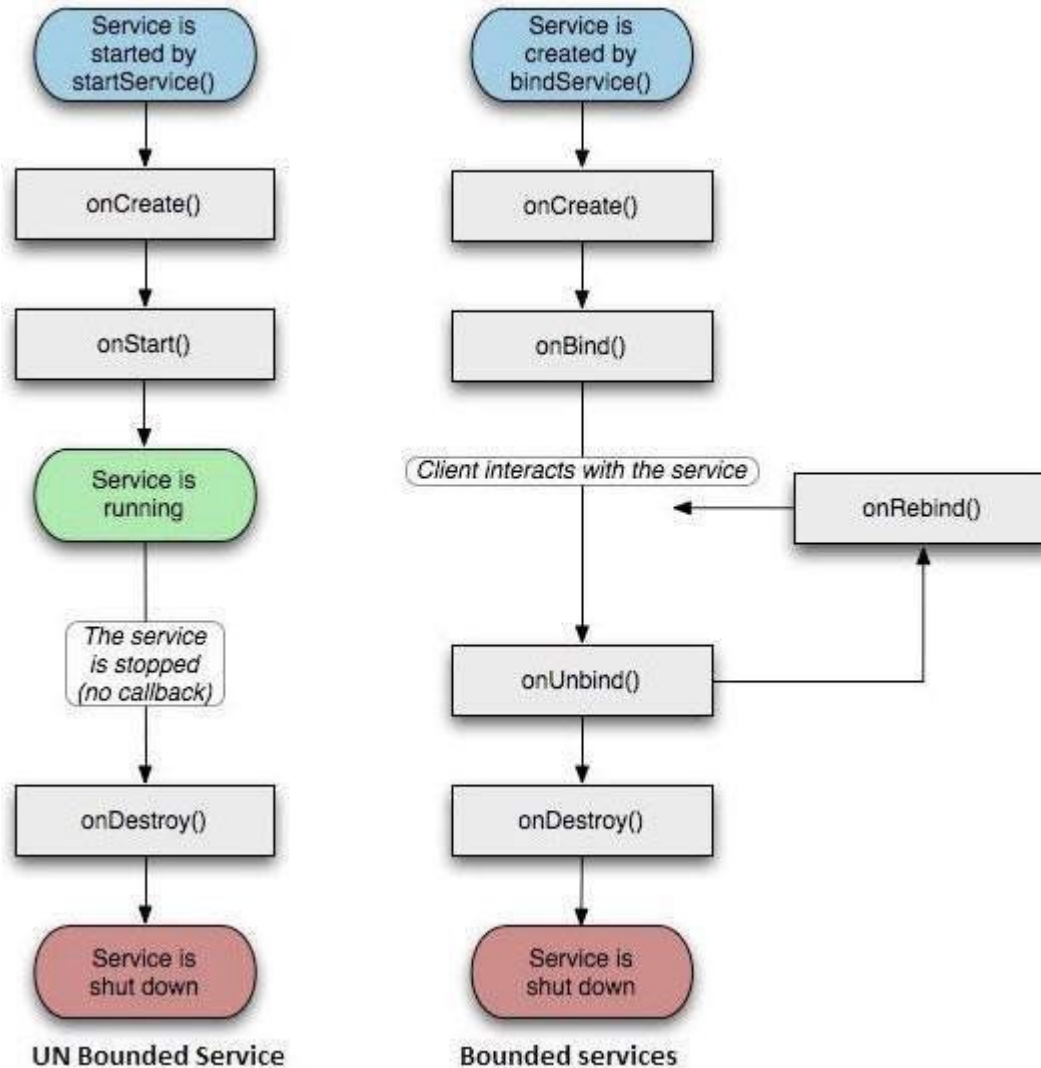 Service is
started by
startService()
onCreate()
onStart()
Service is
running
The service
is stopped
(no callback)
onDestroy()
Service is
shut down
UN Bounded Service
Service is
created by
bindService()
onCreate()
onBind()
Client interacts with the service
onRebind()
onUnbind()
onDestroy()
Service is
shut down
Bounded services